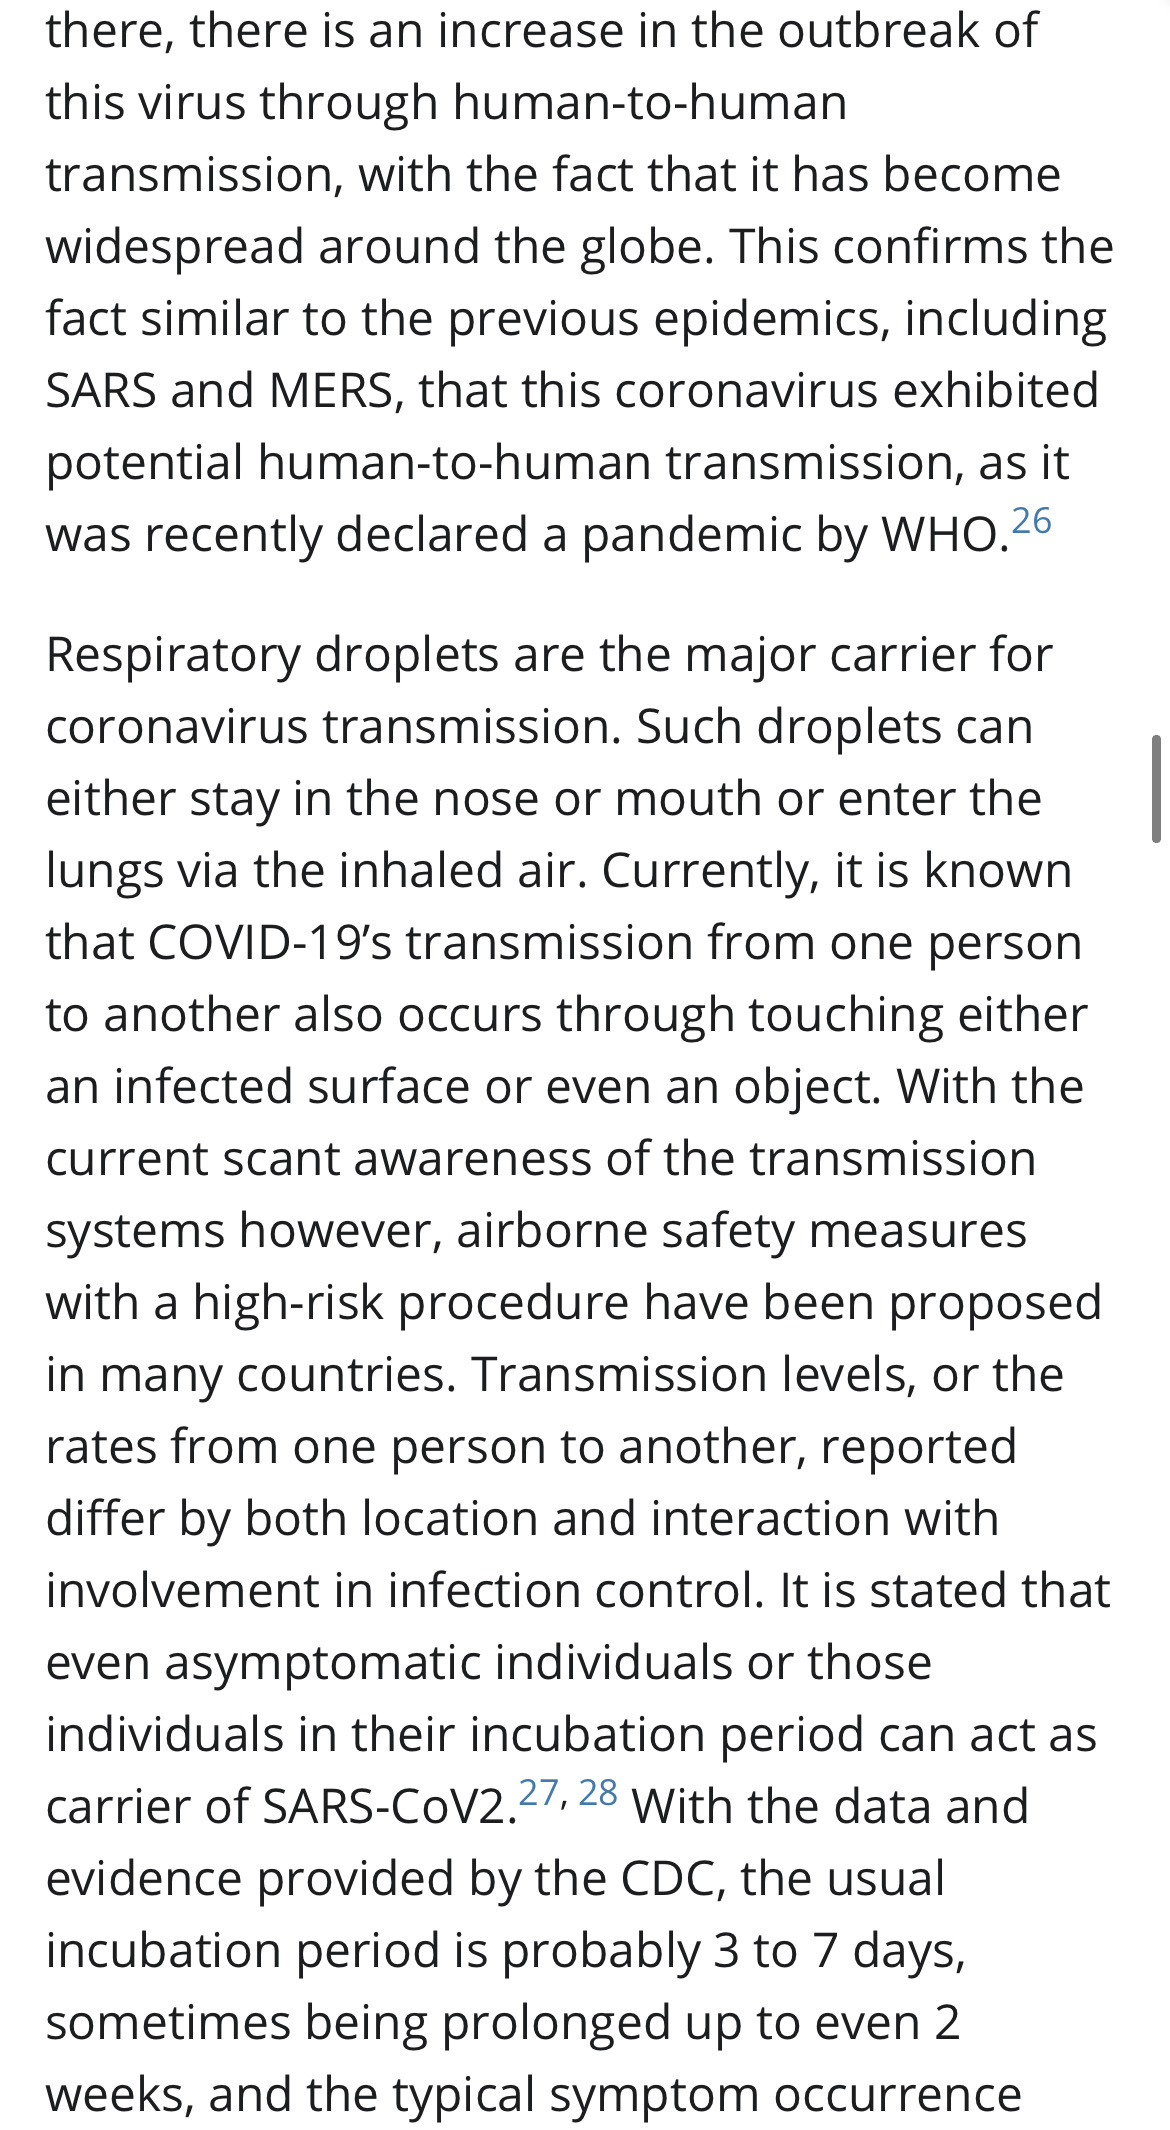 there, there is an increase in the outbreak of
this virus through human-to-human
transmission, with the fact that it has become
widespread around the globe. This confirms the
fact similar to the previous epidemics, including
SARS and MERS, that this coronavirus exhibited
potential human-to-human transmission, as it
was recently declared a pandemic by WHO.26
Respiratory droplets are the major carrier for
coronavirus transmission. Such droplets can
either stay in the nose or mouth or enter the
lungs via the inhaled air. Currently, it is known
that COVID-19’s transmission from one person
to another also occurs through touching either
an infected surface or even an object. With the
current scant awareness of the transmission
systems however, airborne safety measures
with a high-risk procedure have been proposed
in many countries. Transmission levels, or the
rates from one person to another, reported
differ by both location and interaction with
involvement in infection control. It is stated that
even asymptomatic individuals or those
individuals in their incubation period can act as
carrier of SARS-CoV2.27, 28 With the data and
evidence provided by the CDC, the usual
incubation period is probably 3 to 7 days,
sometimes being prolonged up to even 2
weeks, and the typical symptom occurrence